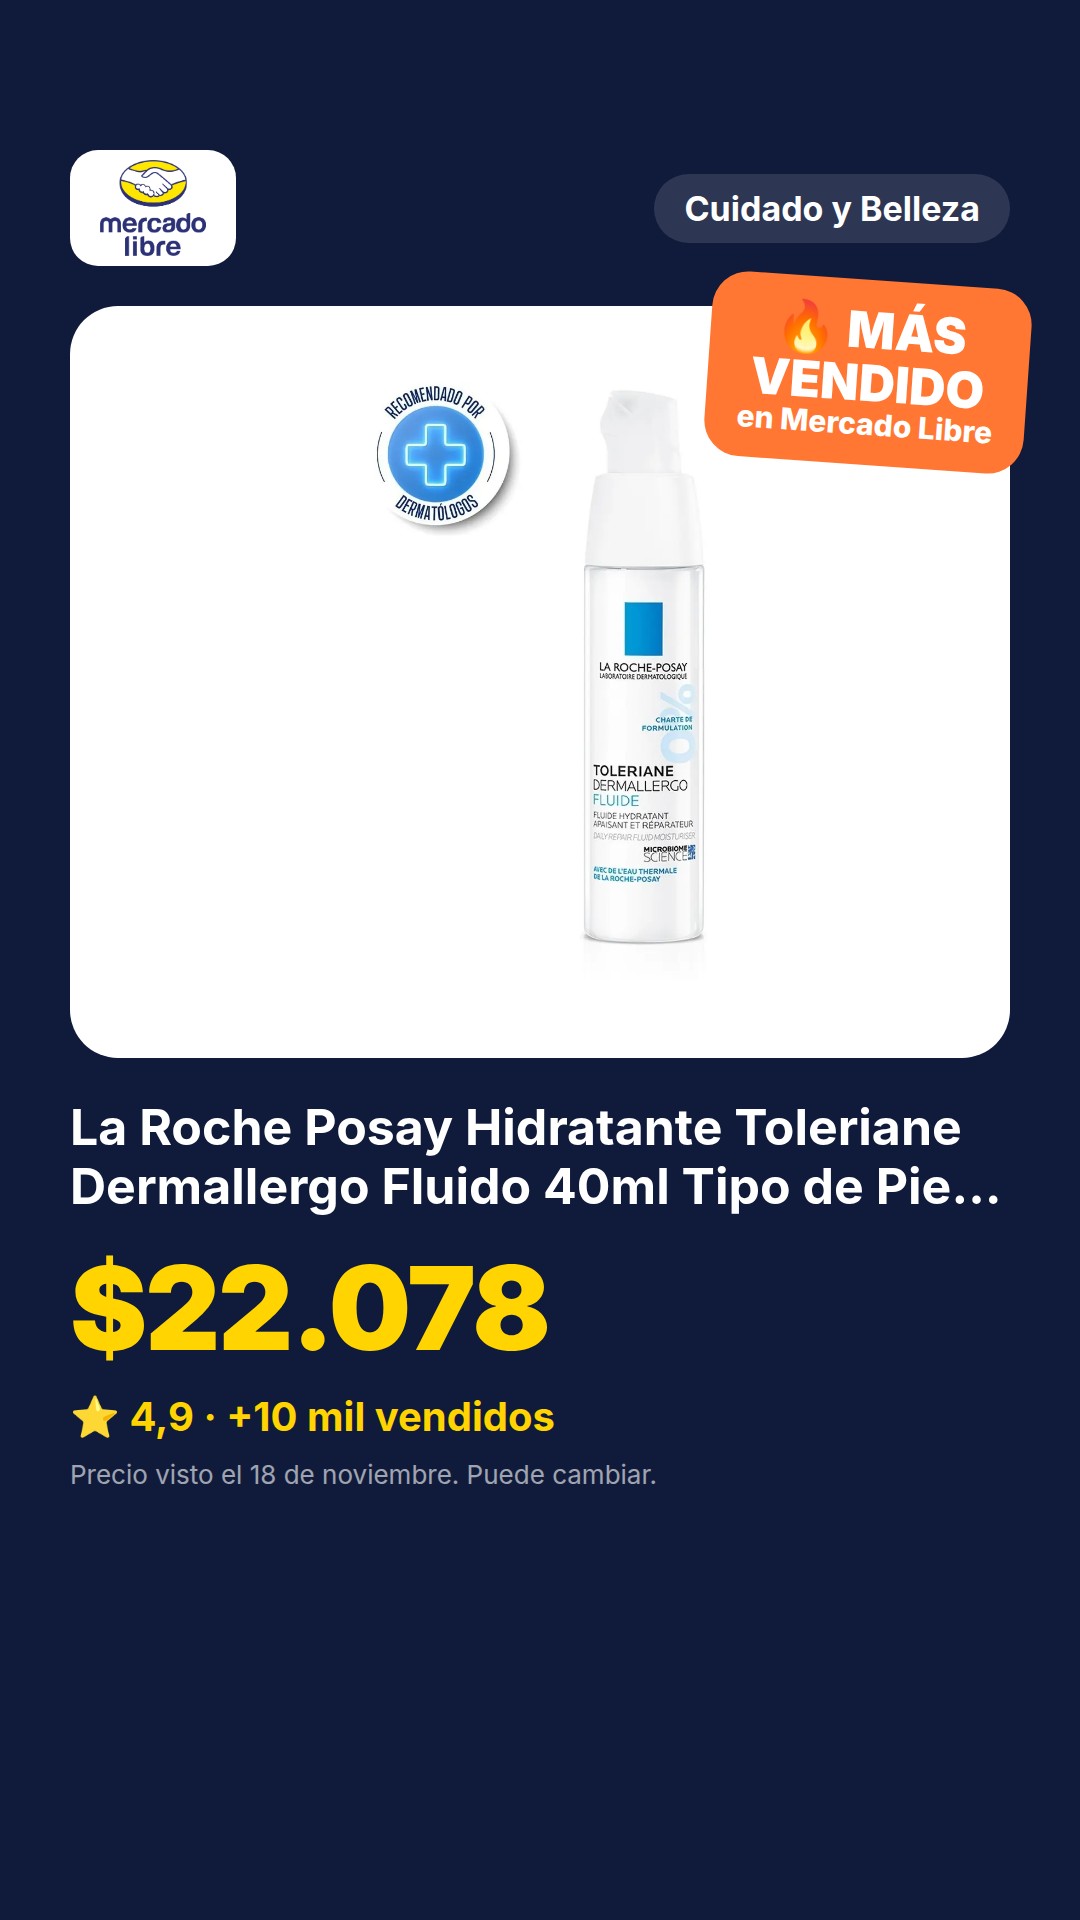 mercado
libre
Cuidado y Belleza
🔥 MÁS
VENDIDO
en Mercado Libre
RECOMENDADO POR
DERMATÓLOGOS
LA ROCHE-POSAY
LABORATOIRE DERMATOLOGIQUE
0%
CHARTE DE
FORMULATION
TOLERIANE
DERMALLERGO
FLUIDE
FLUIDE HYDRATANT
APAISANT ET RÉPARATEUR
DAILY REPAIR FLUID MOISTURISER
MICROBIOME
SCIENCE
AVEC DE L'EAU THERMALE
DE LA ROCHE-POSAY
La Roche Posay Hidratante Toleriane
Dermallergo Fluido 40ml Tipo de Pie...
$22.078
⭐ 4,9 · +10 mil vendidos
Precio visto el 18 de noviembre. Puede cambiar.